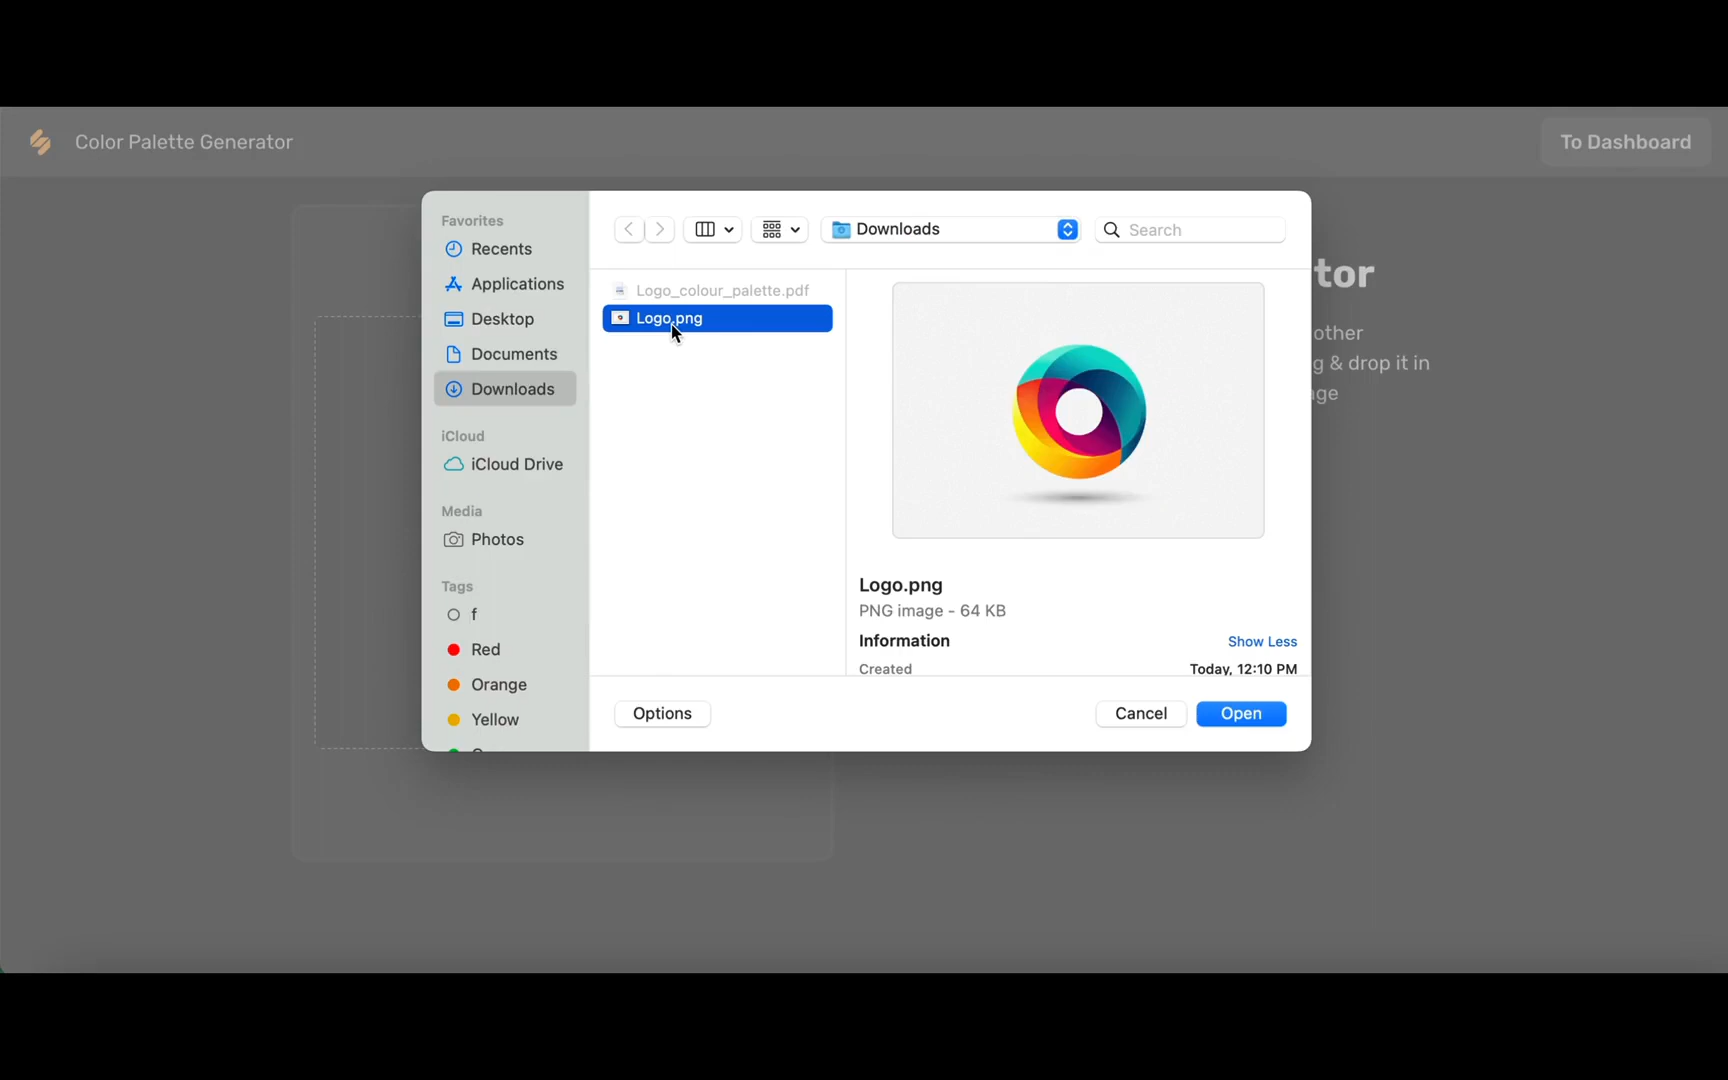 Color Palette Generator
To Dashboard
Favorites
Recents
Applications
Desktop
Documents
Downloads
iCloud
iCloud Drive
Media
Photos
Tags
f
Red
Orange
Yellow
Downloads
Search
Logo_colour_palette.pdf
Logo.png
Logo.png
PNG image - 64 KB
Information
Show Less
Created
Today, 12:10 PM
Options
Cancel
Open
tor
other
g & drop it in
ge